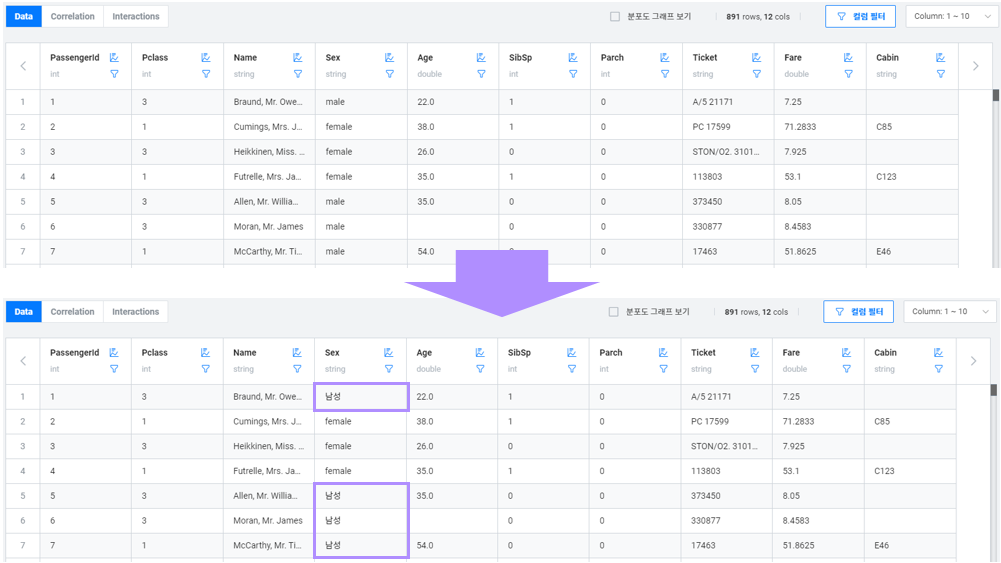 Data Correlation Interactions 분포도 그래프 보기 891 rows, 12 cols 컬럼 필터 Column: 1 ~ 10
PassengerId Pclass Name Sex Age SibSp Parch Ticket Fare Cabin
int int string string double int int string double string
1 1 3 Braund, Mr. Owe... male 22.0 1 0 A/5 21171 7.25
2 2 1 Cumings, Mrs. J... female 38.0 1 0 PC 17599 71.2833 C85
3 3 3 Heikkinen, Miss. ... female 26.0 0 0 STON/O2. 3101... 7.925
4 4 1 Futrelle, Mrs. Ja... female 35.0 1 0 113803 53.1 C123
5 5 3 Allen, Mr. Willia... male 35.0 0 0 373450 8.05
6 6 3 Moran, Mr. James male 0 0 330877 8.4583
7 7 1 McCarthy, Mr. Ti... male 54.0 0 0 17463 51.8625 E46
Data Correlation Interactions 분포도 그래프 보기 891 rows, 12 cols 컬럼 필터 Column: 1 ~ 10
PassengerId Pclass Name Sex Age SibSp Parch Ticket Fare Cabin
int int string string double int int string double string
1 1 3 Braund, Mr. Owe... 남성 22.0 1 0 A/5 21171 7.25
2 2 1 Cumings, Mrs. J... female 38.0 1 0 PC 17599 71.2833 C85
3 3 3 Heikkinen, Miss. ... female 26.0 0 0 STON/O2. 3101... 7.925
4 4 1 Futrelle, Mrs. Ja... female 35.0 1 0 113803 53.1 C123
5 5 3 Allen, Mr. Willia... 남성 35.0 0 0 373450 8.05
6 6 3 Moran, Mr. James 남성 0 0 330877 8.4583
7 7 1 McCarthy, Mr. Ti... 남성 54.0 0 0 17463 51.8625 E46